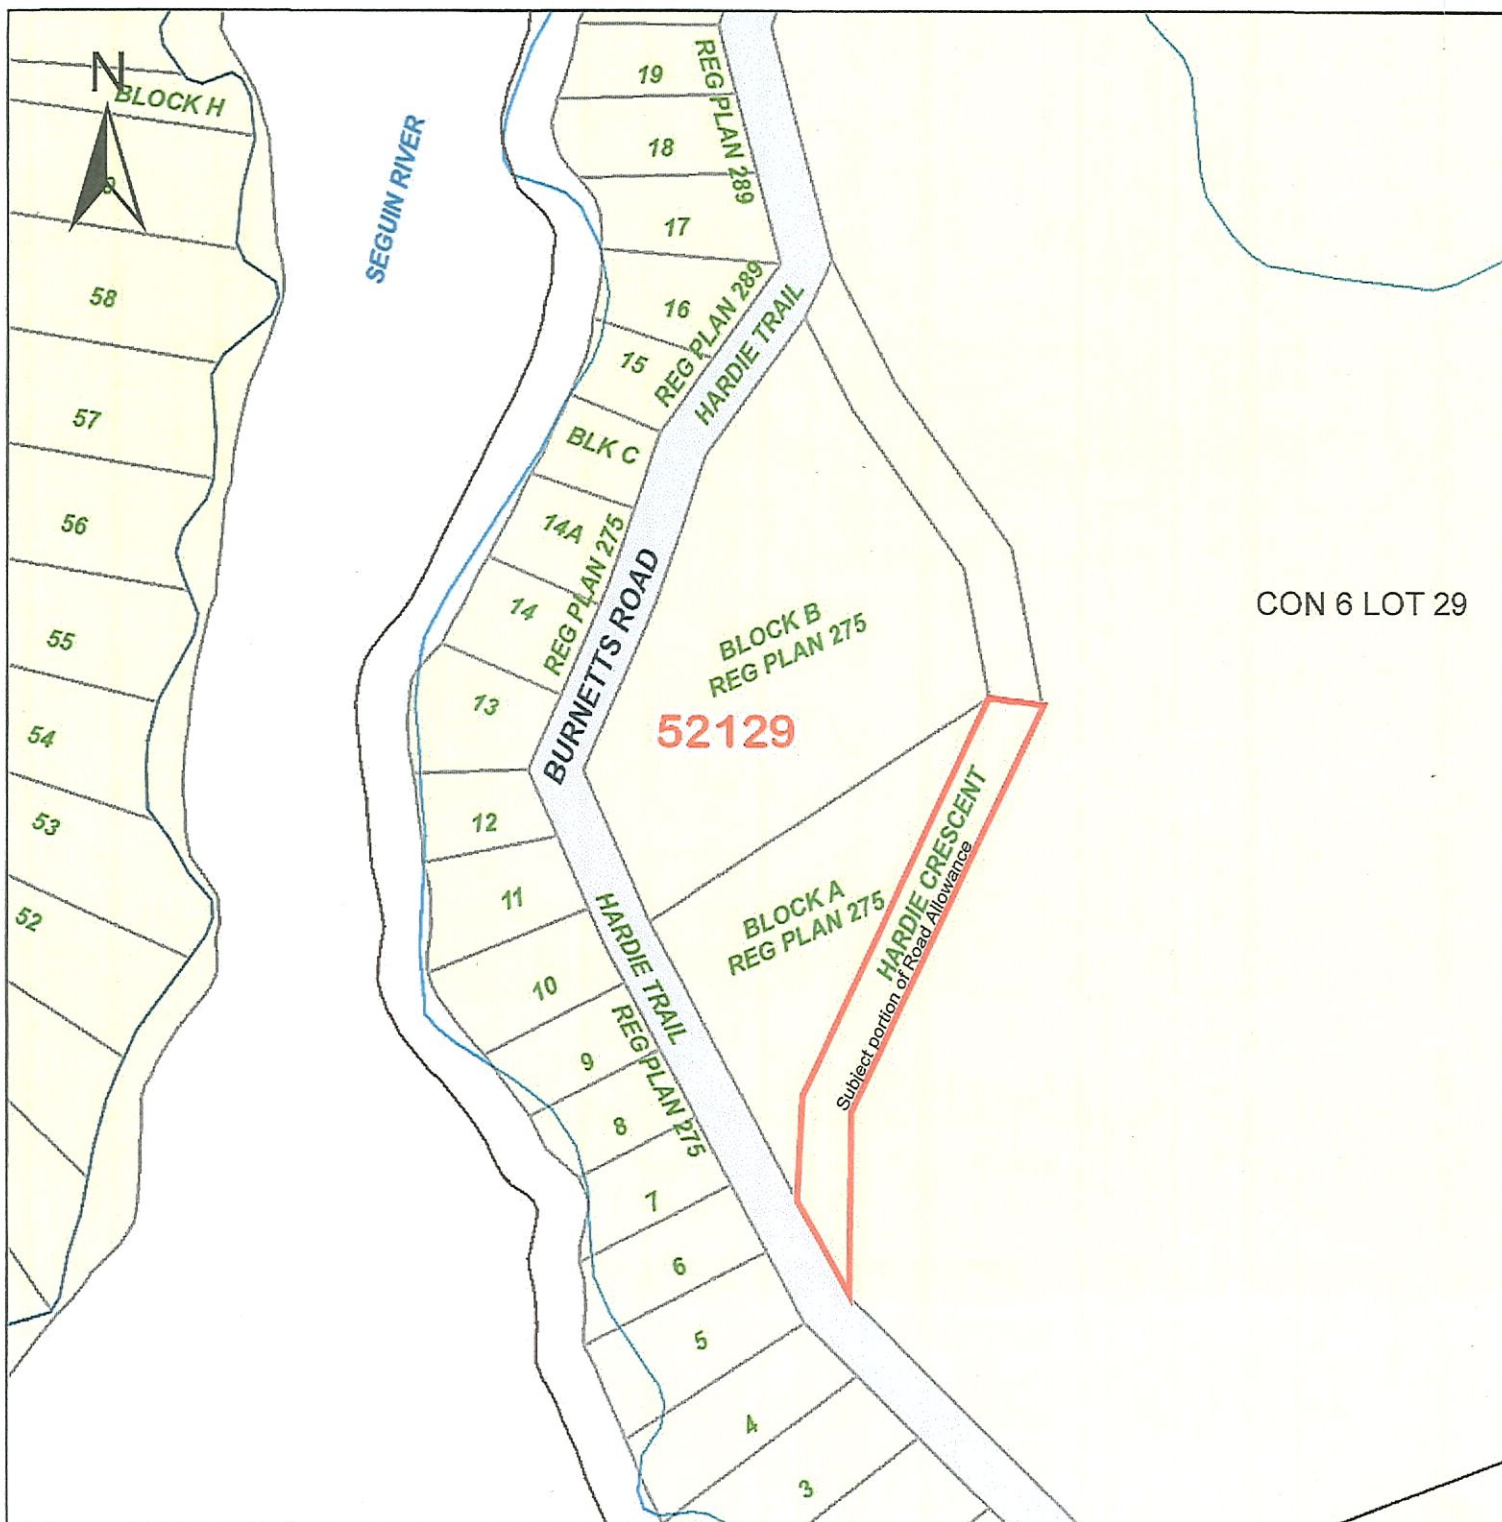 N
BLOCK H
58
57
56
55
54
53
52
SEGUIN RIVER
19
REG PLAN 289
18
17
16
REG PLAN 289
HARDIE TRAIL
15
BLK C
14A
REG PLAN 275
14
BURNETTS ROAD
13
BLOCK B
REG PLAN 275
52129
CON 6 LOT 29
12
11
HARDIE TRAIL
REG PLAN 275
BLOCK A
REG PLAN 275
HARDIE CRESCENT
Subject portion of Road Allowance
10
9
8
7
6
5
4
3